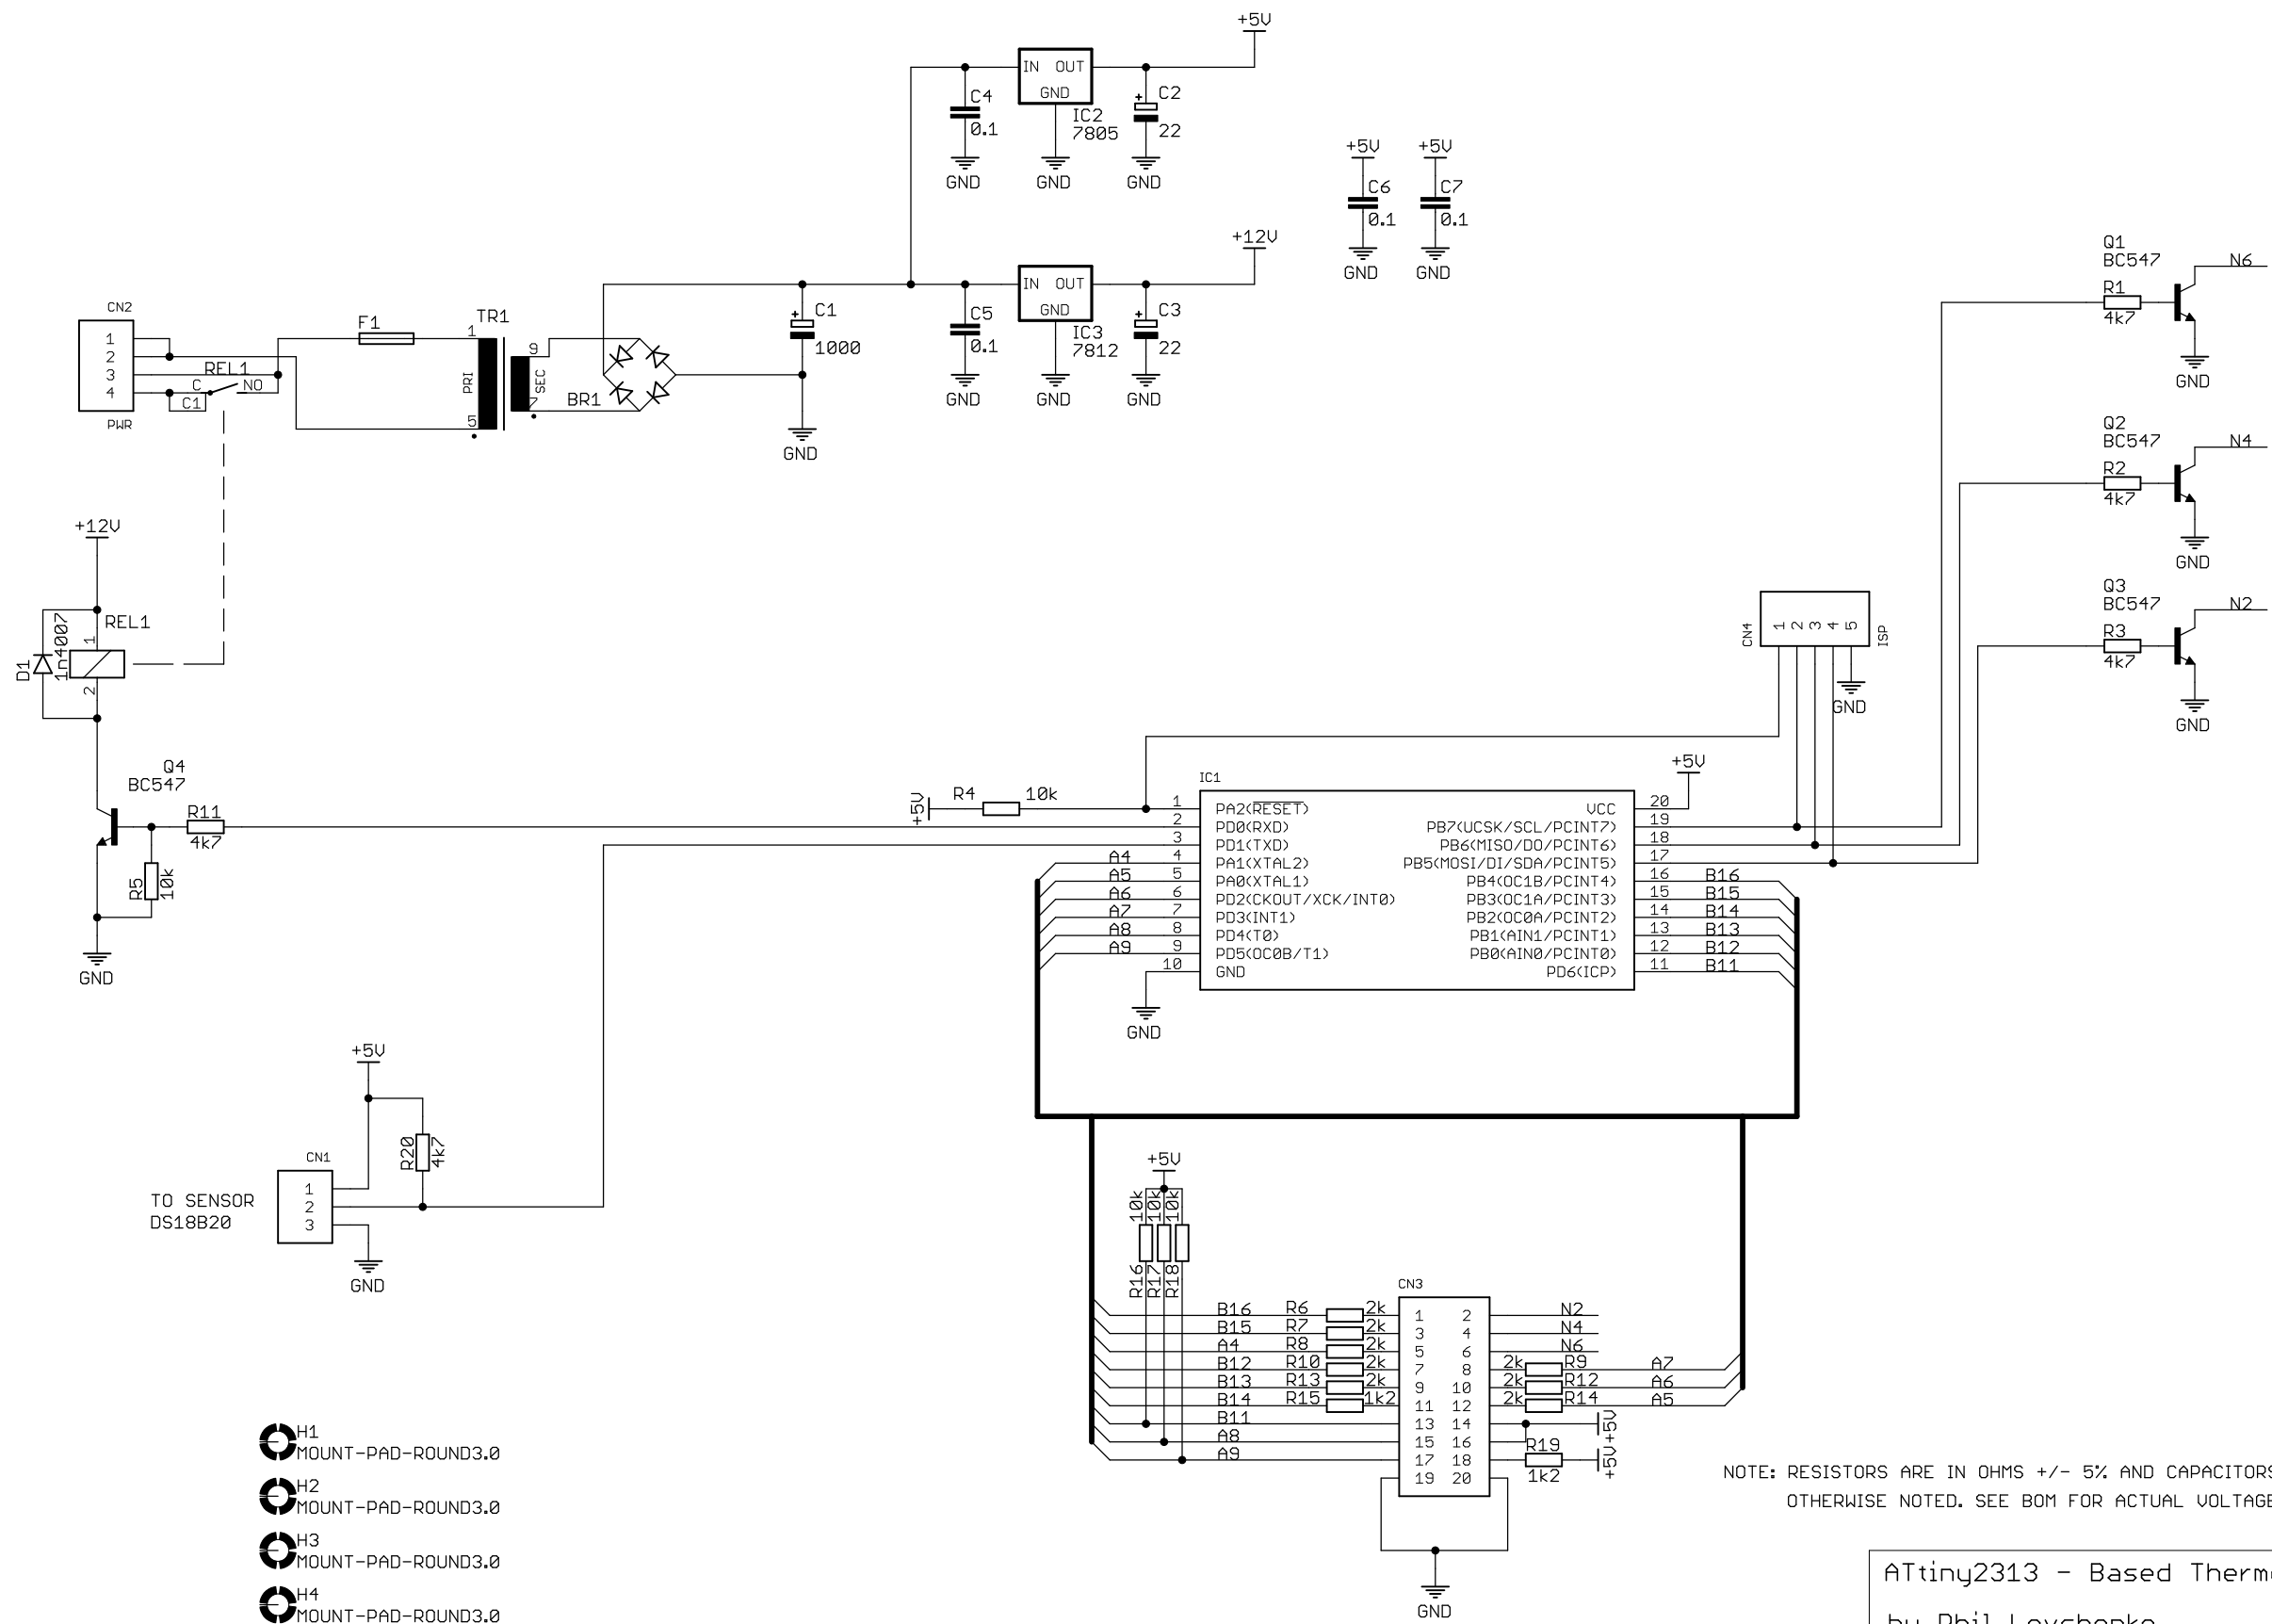 +5V
IN OUT
GND
IC2
7805
C4
0.1
C2
22
GND
GND
GND
+5V
C6
0.1
GND
+5V
C7
0.1
GND
+12V
IN OUT
GND
IC3
7812
C5
0.1
C3
22
GND
GND
GND
C1
1000
GND
CN2
1
2
3
4
PWR
REL1
C
NO
C1
F1
TR1
1
5
PRI
9
7
SEC
BR1
+12V
REL1
1
2
D1
1n4007
Q4
BC547
R11
4k7
R5
10k
GND
Q1
BC547
R1
4k7
N6
GND
Q2
BC547
R2
4k7
N4
GND
Q3
BC547
R3
4k7
N2
GND
CN4
1 2 3 4 5
ISP
GND
+5V
R4
10k
+5V
IC1
1 PA2(RESET)
2 PD0(RXD)
3 PD1(TXD)
4 PA1(XTAL2)
5 PA0(XTAL1)
6 PD2(CKOUT/XCK/INT0)
7 PD3(INT1)
8 PD4(T0)
9 PD5(OC0B/T1)
10 GND
VCC 20
PB7(UCSK/SCL/PCINT7) 19
PB6(MISO/DO/PCINT6) 18
PB5(MOSI/DI/SDA/PCINT5) 17
PB4(OC1B/PCINT4) 16
PB3(OC1A/PCINT3) 15
PB2(OC0A/PCINT2) 14
PB1(AIN1/PCINT1) 13
PB0(AIN0/PCINT0) 12
PD6(ICP) 11
A4
A5
A6
A7
A8
A9
B16
B15
B14
B13
B12
B11
GND
+5V
R20
4k7
CN1
1
2
3
TO SENSOR
DS18B20
GND
+5V
10k
10k
10k
R16
R17
R18
CN3
B16 R6 2k 1
B15 R7 2k 3
A4 R8 2k 5
B12 R10 2k 7
B13 R13 2k 9
B14 R15 1k2 11
B11 13
A8 15
A9 17
19
2 N2
4 N4
6 N6
8 2k R9 A7
10 2k R12 A6
12 2k R14 A5
14 +5V
16
18 R19 1k2 +5V
20
GND
H1
MOUNT-PAD-ROUND3.0
H2
MOUNT-PAD-ROUND3.0
H3
MOUNT-PAD-ROUND3.0
H4
MOUNT-PAD-ROUND3.0
NOTE: RESISTORS ARE IN OHMS +/- 5% AND CAPACITORS
OTHERWISE NOTED. SEE BOM FOR ACTUAL VOLTAGE
ATtiny2313 - Based Therm
by Phil